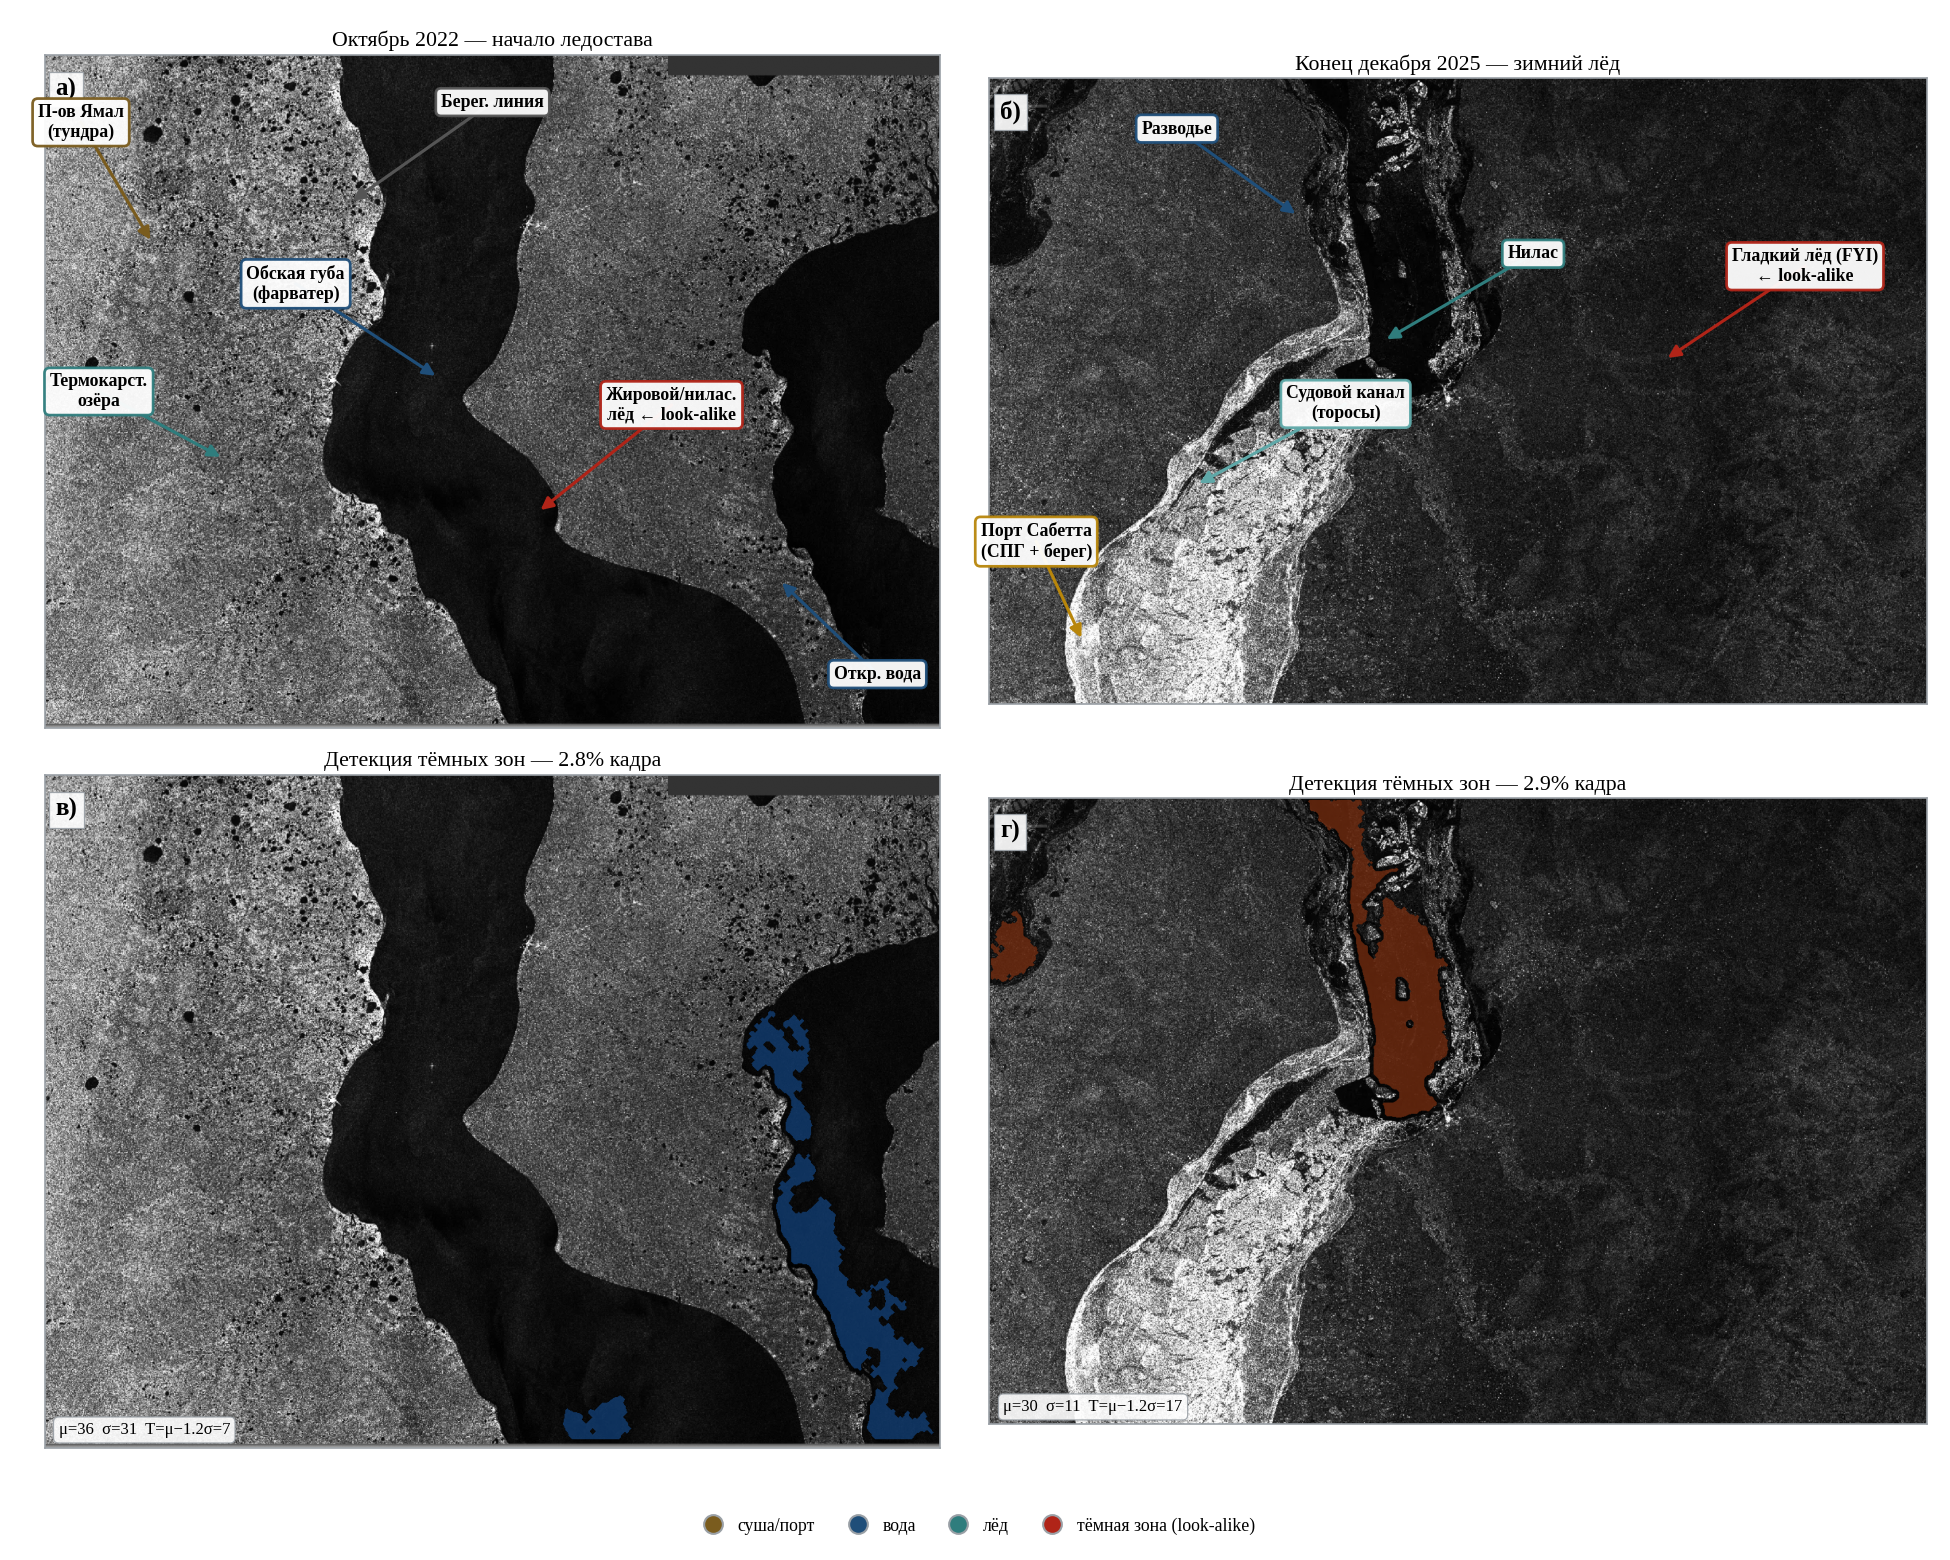 Октябрь 2022 — начало ледостава
а)
П-ов Ямал
(тундра)
Берег. линия
Обская губа
(фарватер)
Термокарст.
озёра
Жировой/нилас.
лёд ← look-alike
Откр. вода
Конец декабря 2025 — зимний лёд
б)
Разводье
Нилас
Гладкий лёд (FYI)
← look-alike
Судовой канал
(торосы)
Порт Сабетта
(СПГ + берег)
Детекция тёмных зон — 2.8% кадра
в)
μ=36 σ=31 T=μ−1.2σ=7
Детекция тёмных зон — 2.9% кадра
г)
μ=30 σ=11 T=μ−1.2σ=17
суша/порт
вода
лёд
тёмная зона (look-alike)